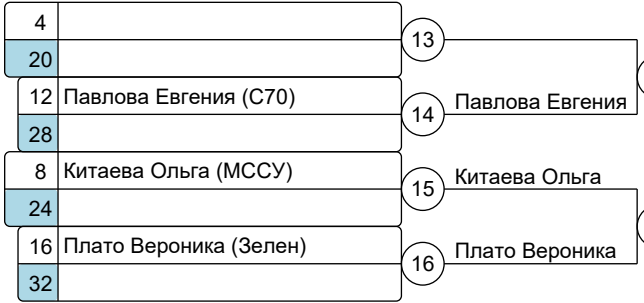 4
13
20
12 Павлова Евгения (С70)
14 Павлова Евгения
28
8 Китаева Ольга (МССУ)
15 Китаева Ольга
24
16 Плато Вероника (Зелен)
16 Плато Вероника
32